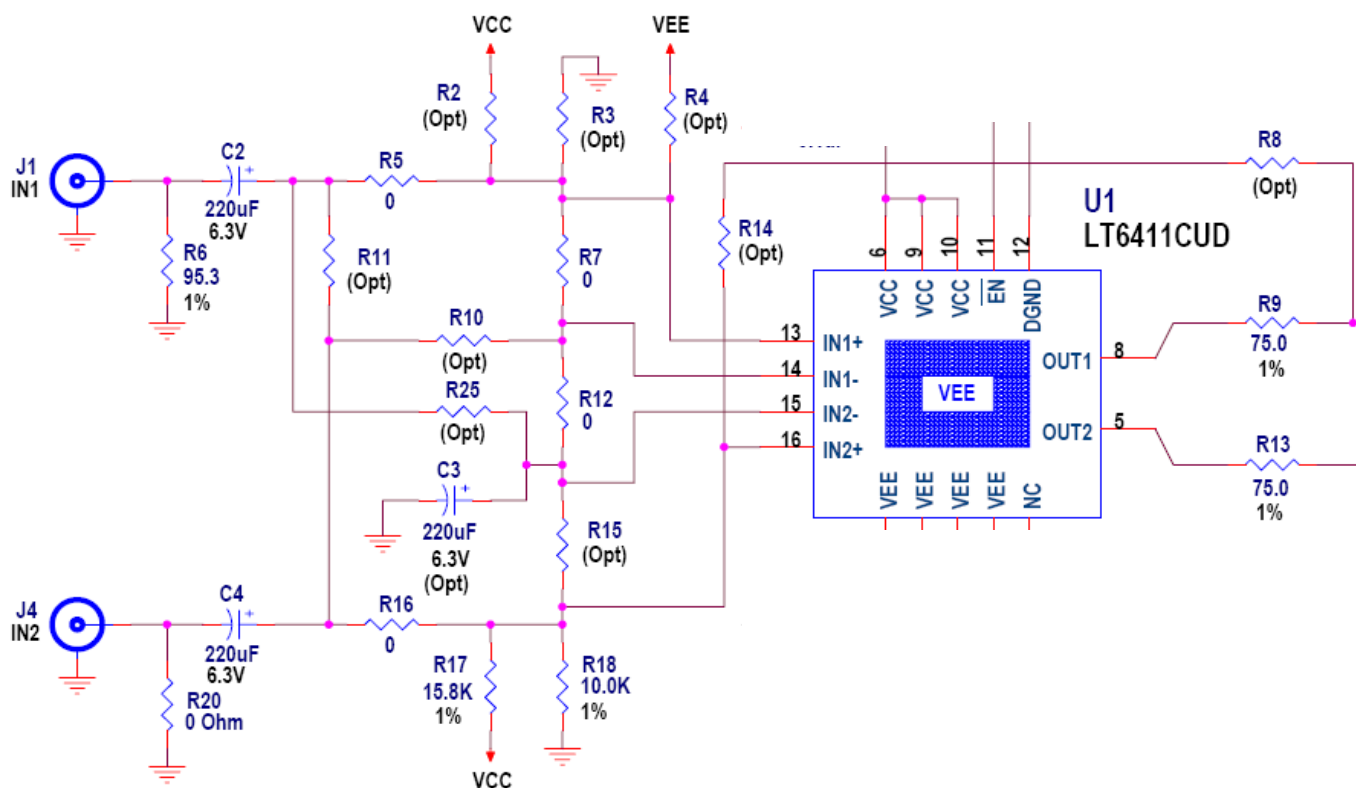 VCC
VEE
R2
(Opt)
R3
(Opt)
R4
(Opt)
R8
(Opt)
J1
IN1
C2
220uF
6.3V
R5
0
R6
95.3
1%
R11
(Opt)
R7
0
R14
(Opt)
U1
LT6411CUD
6
9
10
11
12
VCC
VCC
VCC
EN
DGND
R10
(Opt)
13
IN1+
14
IN1-
15
IN2-
16
IN2+
VEE
OUT1
8
OUT2
5
R9
75.0
1%
R25
(Opt)
R12
0
R13
75.0
1%
C3
220uF
6.3V
(Opt)
VEE
VEE
VEE
VEE
NC
R15
(Opt)
J4
IN2
C4
220uF
6.3V
R16
0
R20
0 Ohm
R17
15.8K
1%
R18
10.0K
1%
VCC